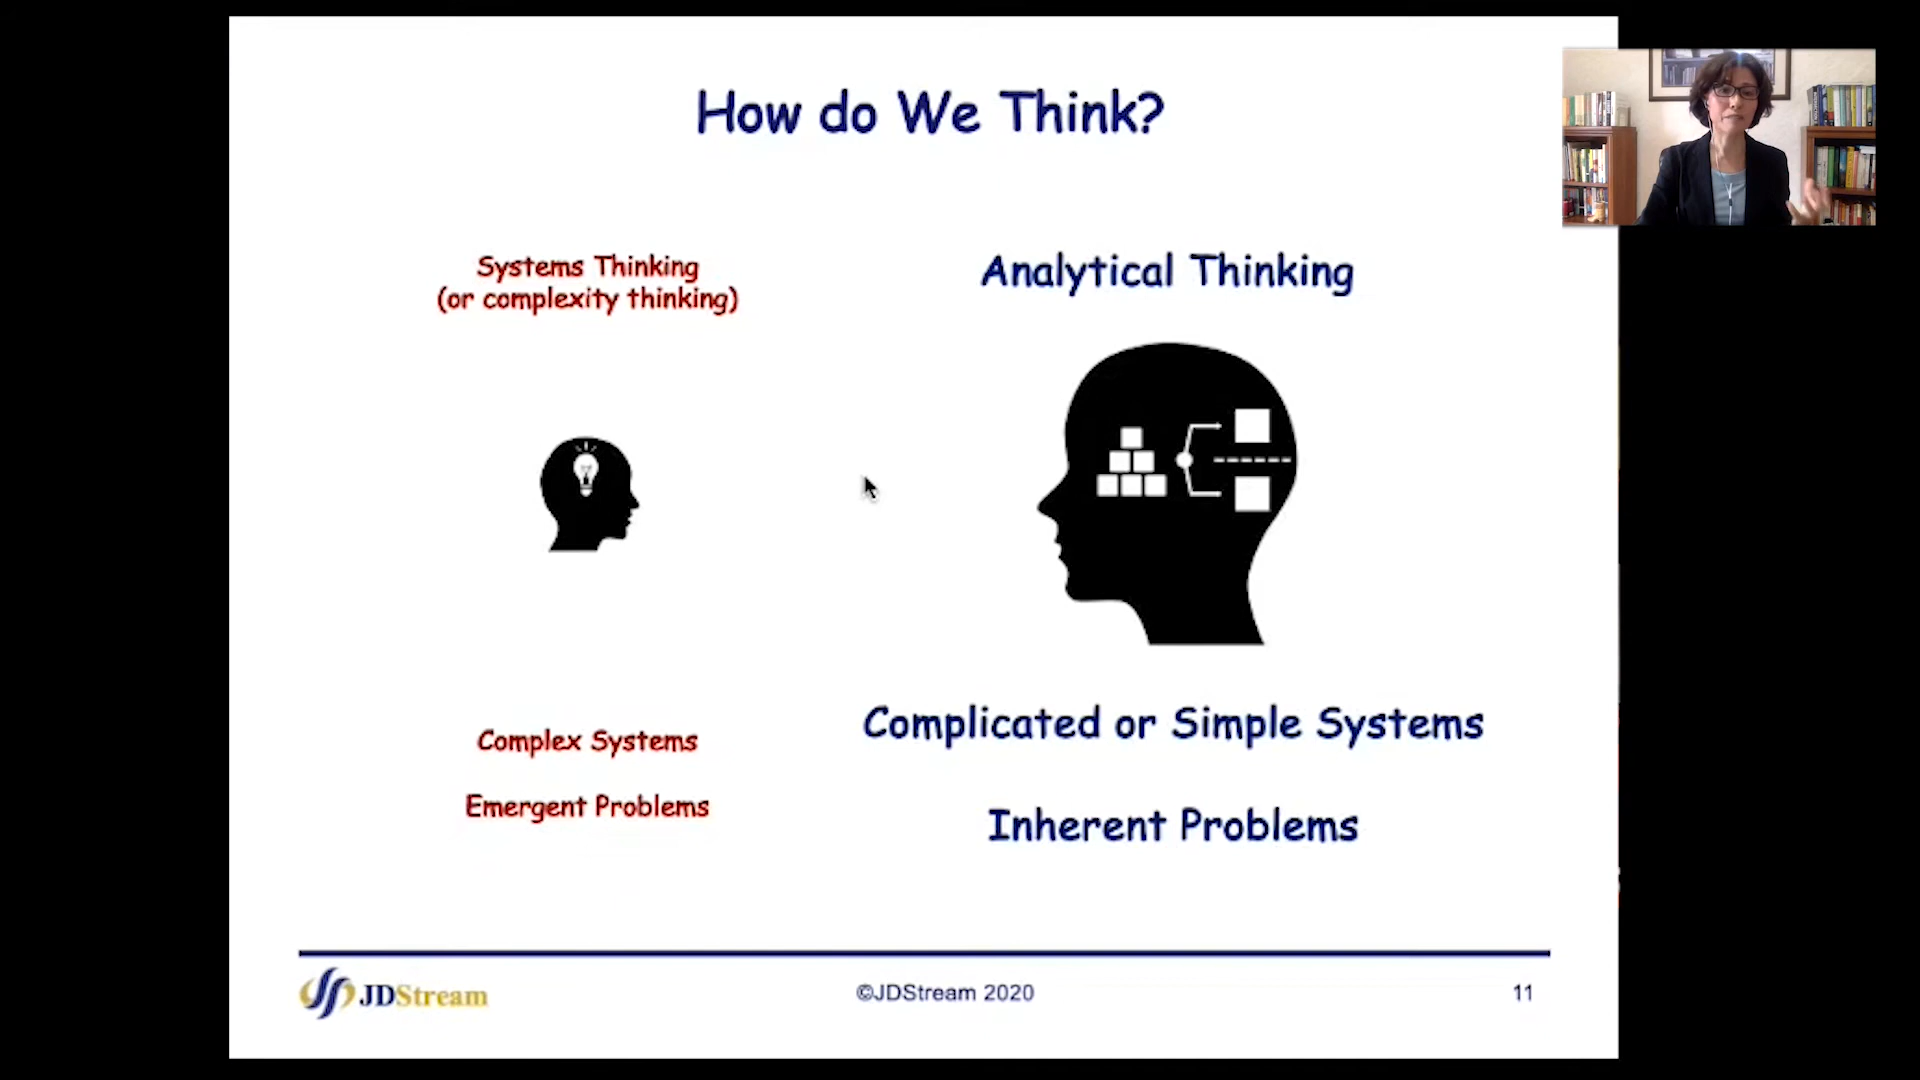 How do We Think?
Systems Thinking
(or complexity thinking)
Analytical Thinking
Complex Systems
Emergent Problems
Complicated or Simple Systems
Inherent Problems
JDStream
©JDStream 2020
11